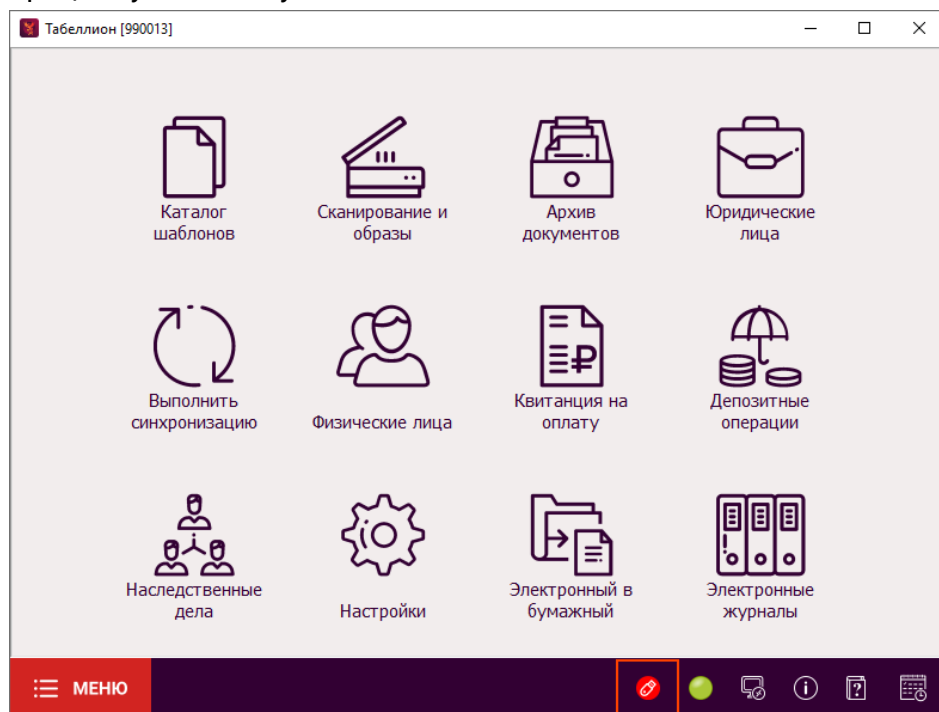 Табеллион [990013]
Каталог
шаблонов
Сканирование и
образы
Архив
документов
Юридические
лица
Выполнить
синхронизацию
Физические лица
Квитанция на
оплату
Депозитные
операции
Наследственные
дела
Настройки
Электронный в
бумажный
Электронные
журналы
МЕНЮ